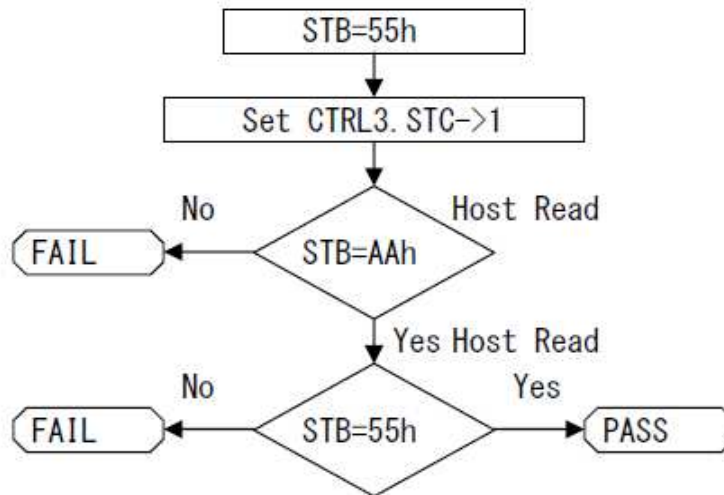 STB=55h
Set CTRL3.STC->1
No
Host Read
FAIL
STB=AAh
Yes Host Read
No
Yes
FAIL
STB=55h
PASS